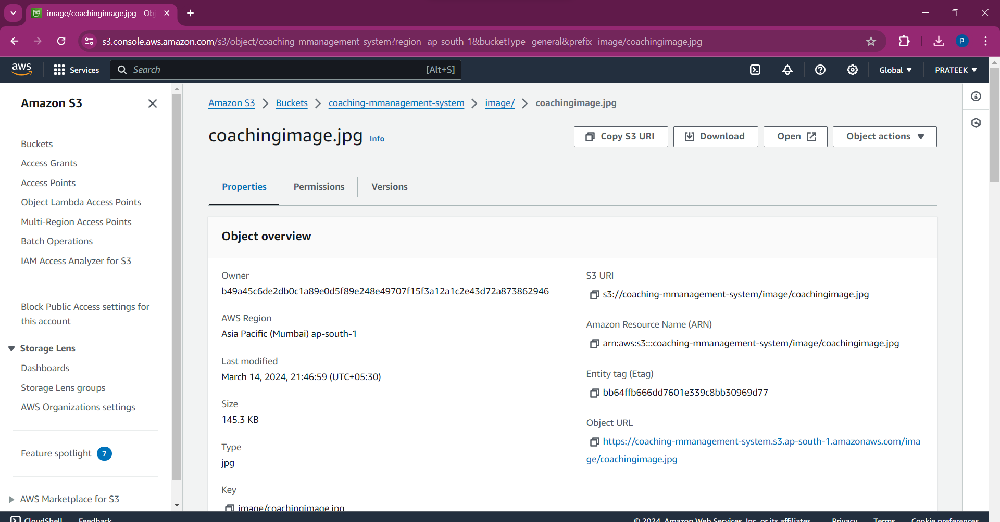 image/coachingimage.jpg - Ob
s3.console.aws.amazon.com/s3/object/coaching-mmanagement-system?region=ap-south-1&bucketType=general&prefix=image/coachingimage.jpg
p
aws
Services
Search
[Alt+S]
Global
PRATEEK
Amazon S3
Buckets
Access Grants
Access Points
Object Lambda Access Points
Multi-Region Access Points
Batch Operations
IAM Access Analyzer for S3
Block Public Access settings for
this account
Storage Lens
Dashboards
Storage Lens groups
AWS Organizations settings
Feature spotlight 7
AWS Marketplace for S3
Amazon S3 > Buckets > coaching-mmanagement-system > image/ > coachingimage.jpg
coachingimage.jpg Info
Copy S3 URI
Download
Open
Object actions
Properties
Permissions
Versions
Object overview
Owner
b49a45c6de2db0c1a89e0d5f89e248e49707f15f3a12a1c2e43d72a873862946
AWS Region
Asia Pacific (Mumbai) ap-south-1
Last modified
March 14, 2024, 21:46:59 (UTC+05:30)
Size
145.3 KB
Type
jpg
Key
image/coachingimage.jpg
S3 URI
s3://coaching-mmanagement-system/image/coachingimage.jpg
Amazon Resource Name (ARN)
arn:aws:s3:::coaching-mmanagement-system/image/coachingimage.jpg
Entity tag (Etag)
bb64ffb666dd7601e339c8bb30969d77
Object URL
https://coaching-mmanagement-system.s3.ap-south-1.amazonaws.com/ima
ge/coachingimage.jpg
CloudShell
Feedback
© 2024, Amazon Web Services, Inc. or its affiliates.
Privacy
Terms
Cookie preferences